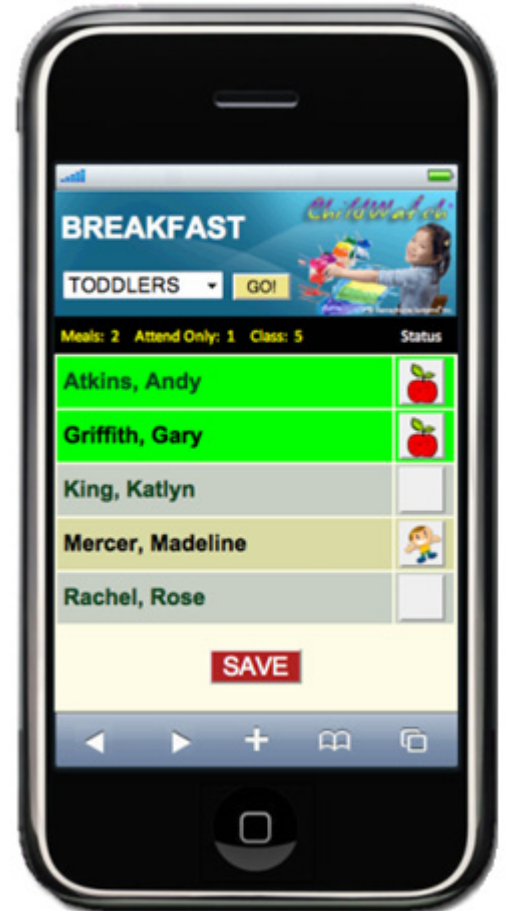 ChildWatch
BREAKFAST
TODDLERS GO!
Meals: 2 Attend Only: 1 Class: 5 Status
Atkins, Andy
Griffith, Gary
King, Katlyn
Mercer, Madeline
Rachel, Rose
SAVE